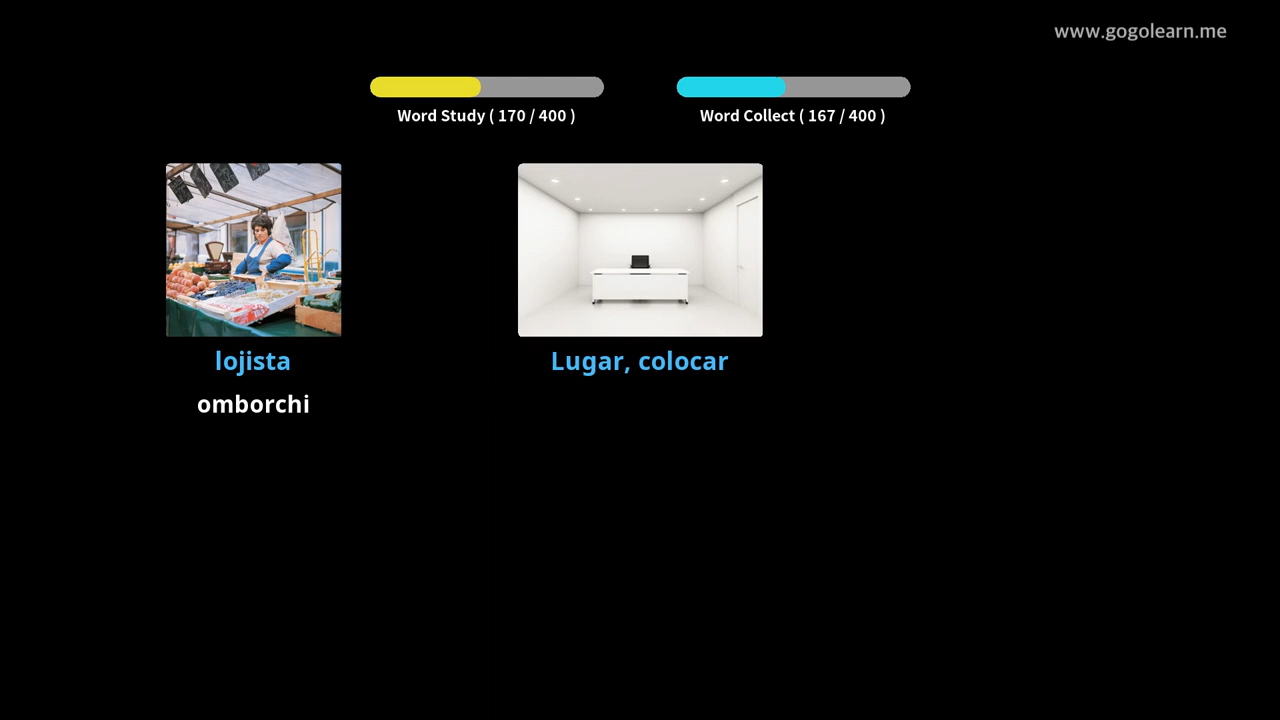 www.gogolearn.me
Word Study ( 170 / 400 )
Word Collect ( 167 / 400 )
lojista
Lugar, colocar
omborchi